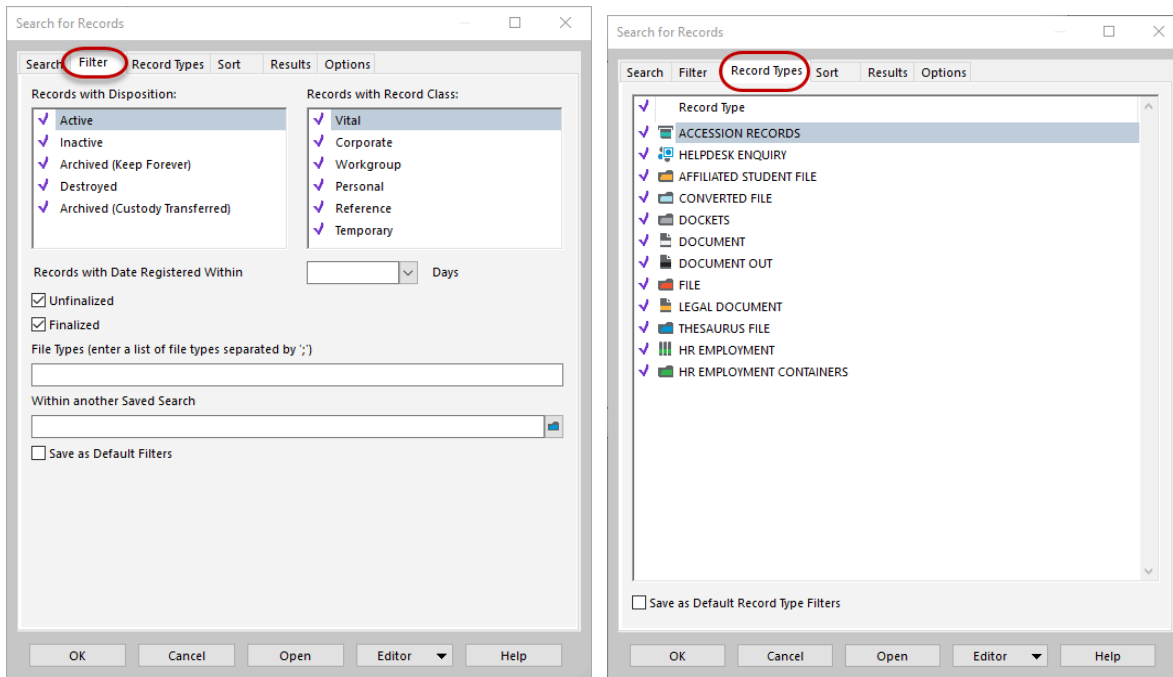 Search for Records
Search Filter Record Types Sort Results Options
Records with Disposition:
Active
Inactive
Archived (Keep Forever)
Destroyed
Archived (Custody Transferred)
Records with Record Class:
Vital
Corporate
Workgroup
Personal
Reference
Temporary
Records with Date Registered Within Days
Unfinalized
Finalized
File Types (enter a list of file types separated by ';')
Within another Saved Search
Save as Default Filters
OK Cancel Open Editor Help
Search for Records
Search Filter Record Types Sort Results Options
Record Type
ACCESSION RECORDS
HELPDESK ENQUIRY
AFFILIATED STUDENT FILE
CONVERTED FILE
DOCKETS
DOCUMENT
DOCUMENT OUT
FILE
LEGAL DOCUMENT
THESAURUS FILE
HR EMPLOYMENT
HR EMPLOYMENT CONTAINERS
Save as Default Record Type Filters
OK Cancel Open Editor Help